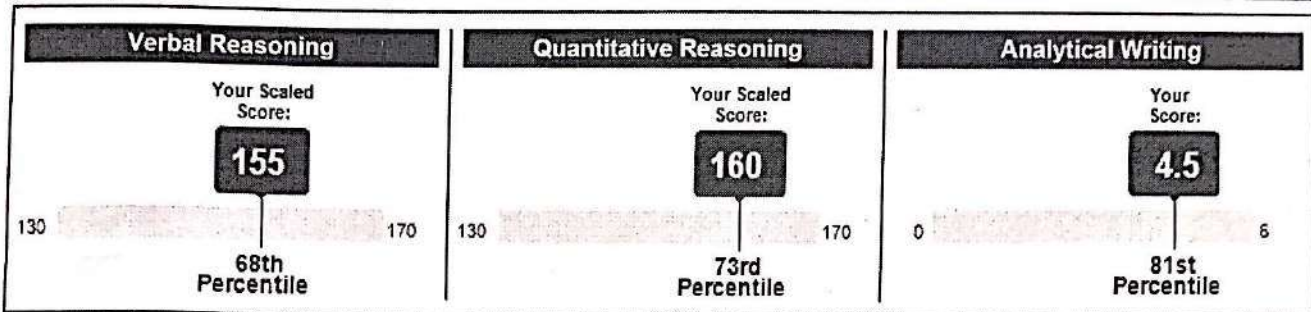 Verbal Reasoning
Your Scaled
Score:
155
130
170
68th
Percentile
Quantitative Reasoning
Your Scaled
Score:
160
130
170
73rd
Percentile
Analytical Writing
Your
Score:
4.5
0
6
81st
Percentile